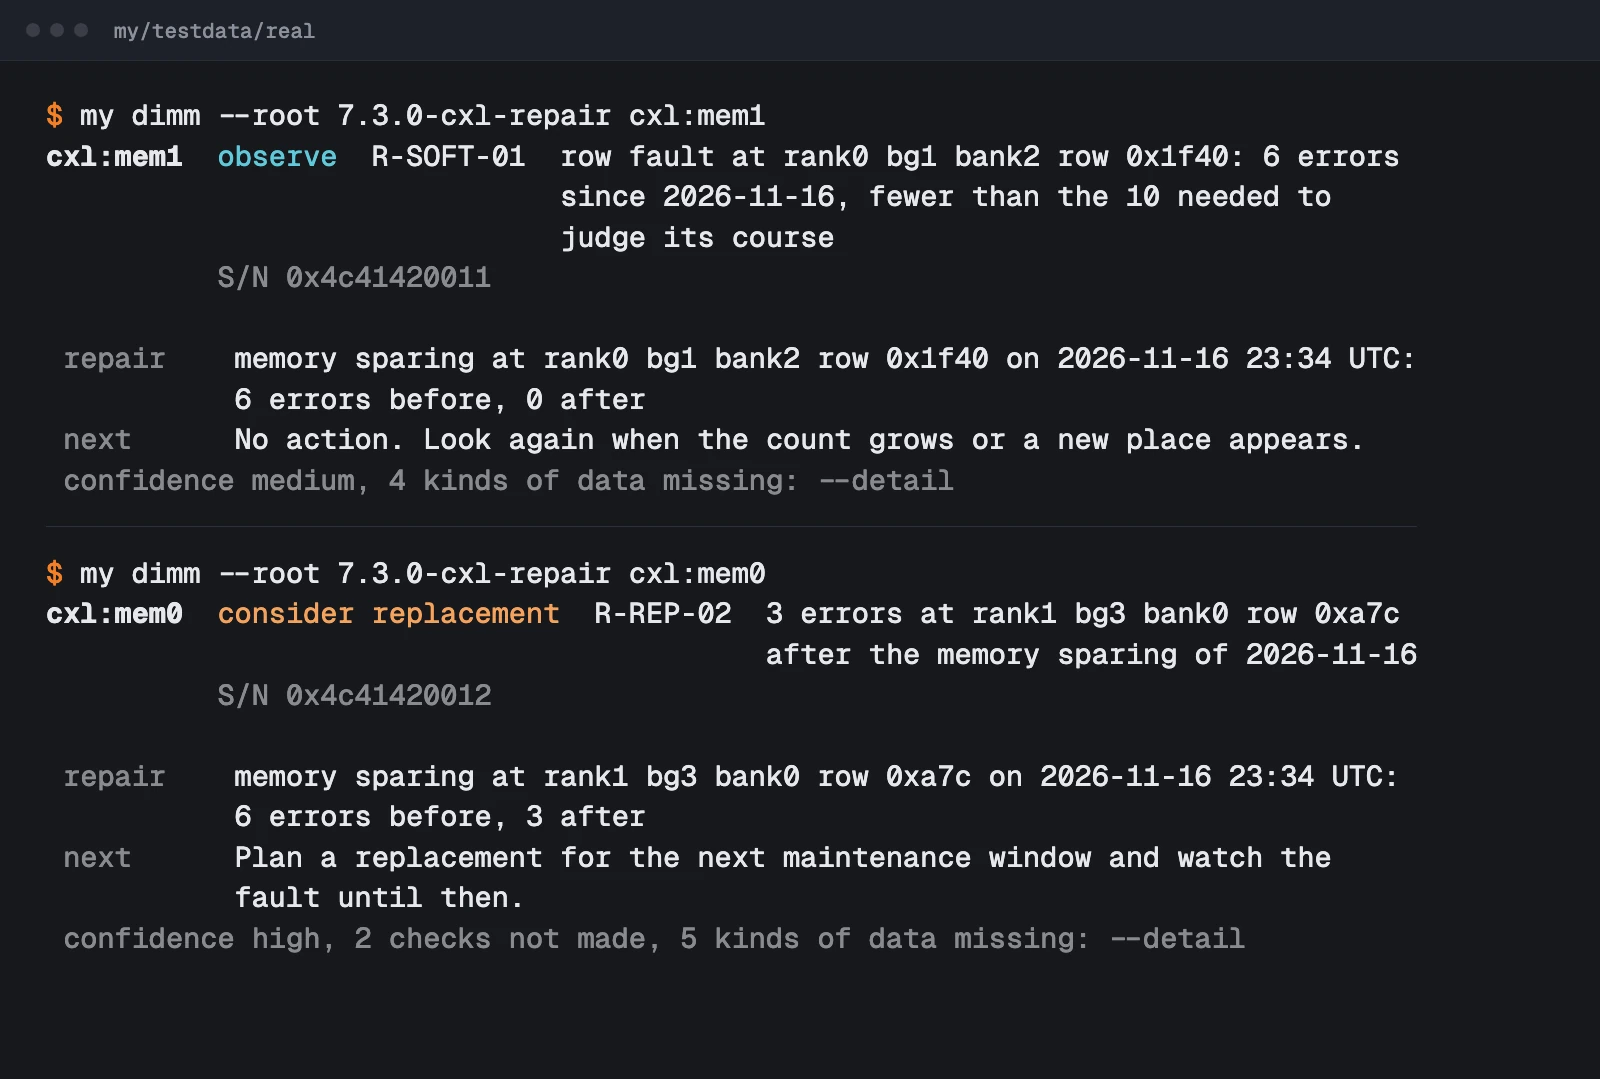 my/testdata/real
$ my dimm --root 7.3.0-cxl-repair cxl:mem1
cxl:mem1  observe  R-SOFT-01  row fault at rank0 bg1 bank2 row 0x1f40: 6 errors
since 2026-11-16, fewer than the 10 needed to
judge its course
S/N 0x4c41420011
repair    memory sparing at rank0 bg1 bank2 row 0x1f40 on 2026-11-16 23:34 UTC:
6 errors before, 0 after
next      No action. Look again when the count grows or a new place appears.
confidence medium, 4 kinds of data missing: --detail
$ my dimm --root 7.3.0-cxl-repair cxl:mem0
cxl:mem0  consider replacement  R-REP-02  3 errors at rank1 bg3 bank0 row 0xa7c
after the memory sparing of 2026-11-16
S/N 0x4c41420012
repair    memory sparing at rank1 bg3 bank0 row 0xa7c on 2026-11-16 23:34 UTC:
6 errors before, 3 after
next      Plan a replacement for the next maintenance window and watch the
fault until then.
confidence high, 2 checks not made, 5 kinds of data missing: --detail